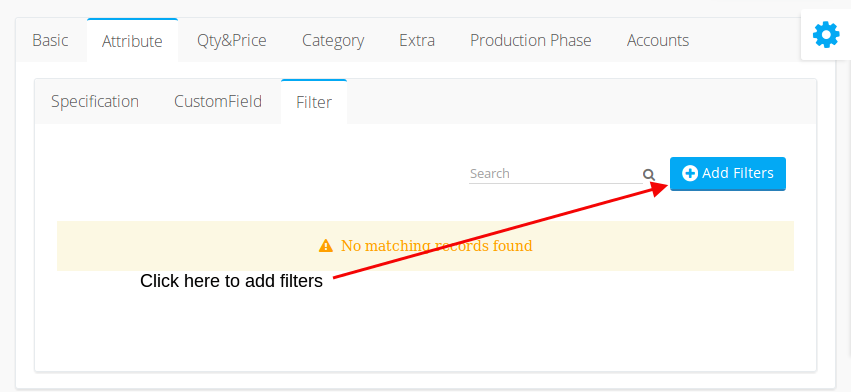 Basic Attribute Qty&Price Category Extra Production Phase Accounts
Specification CustomField Filter
Search Add Filters
No matching records found
Click here to add filters